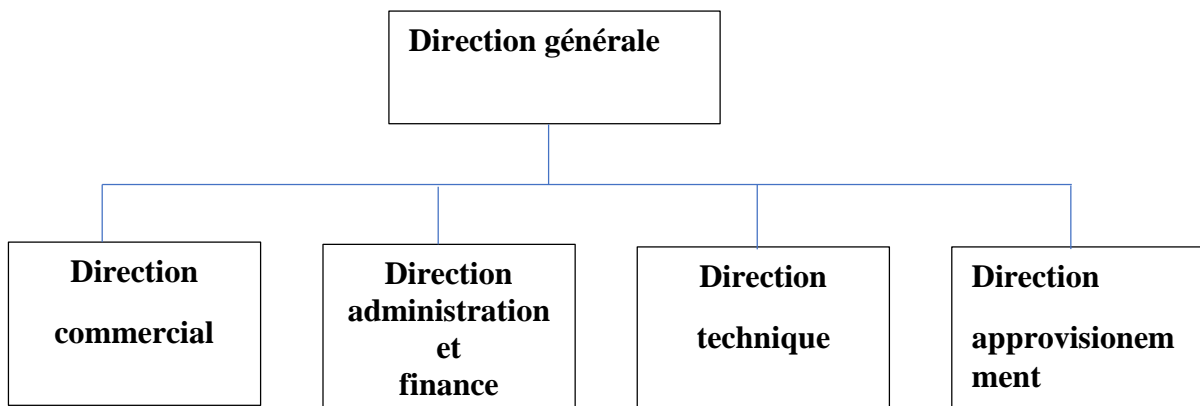 Direction générale
Direction
commercial
Direction
administration
et
finance
Direction
technique
Direction
approvisionem
ment